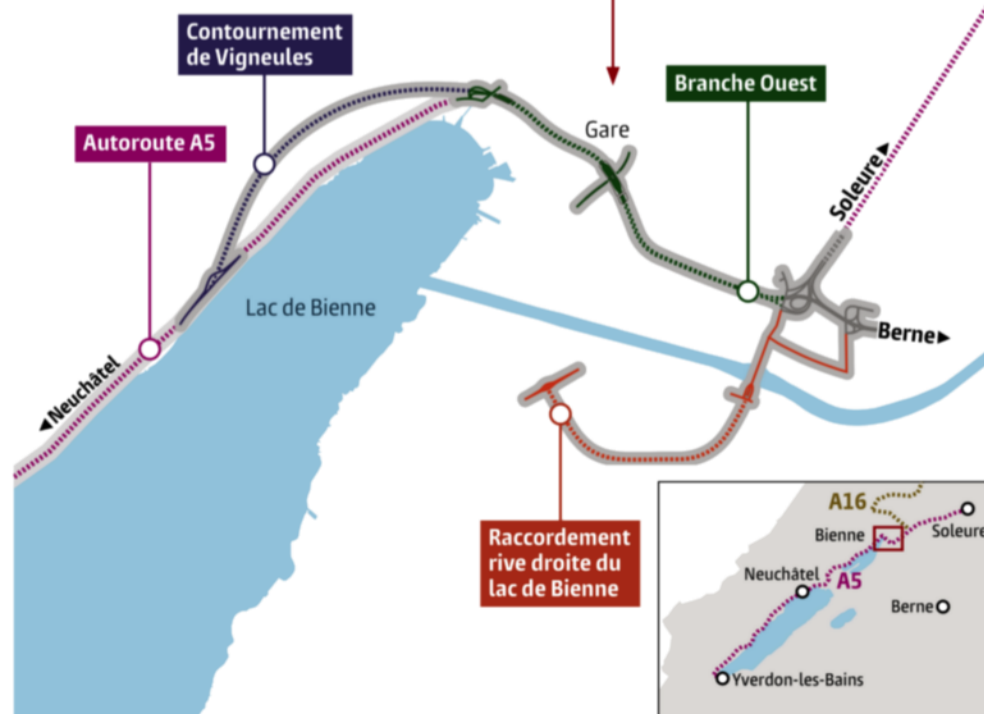 Contournement
de Vigneules
Branche Ouest
Autoroute A5
Gare
Soleure
Lac de Bienne
Berne
Neuchâtel
Raccordement
rive droite du
lac de Bienne
A16
Bienne
Soleure
Neuchâtel
A5
Berne
Yverdon-les-Bains